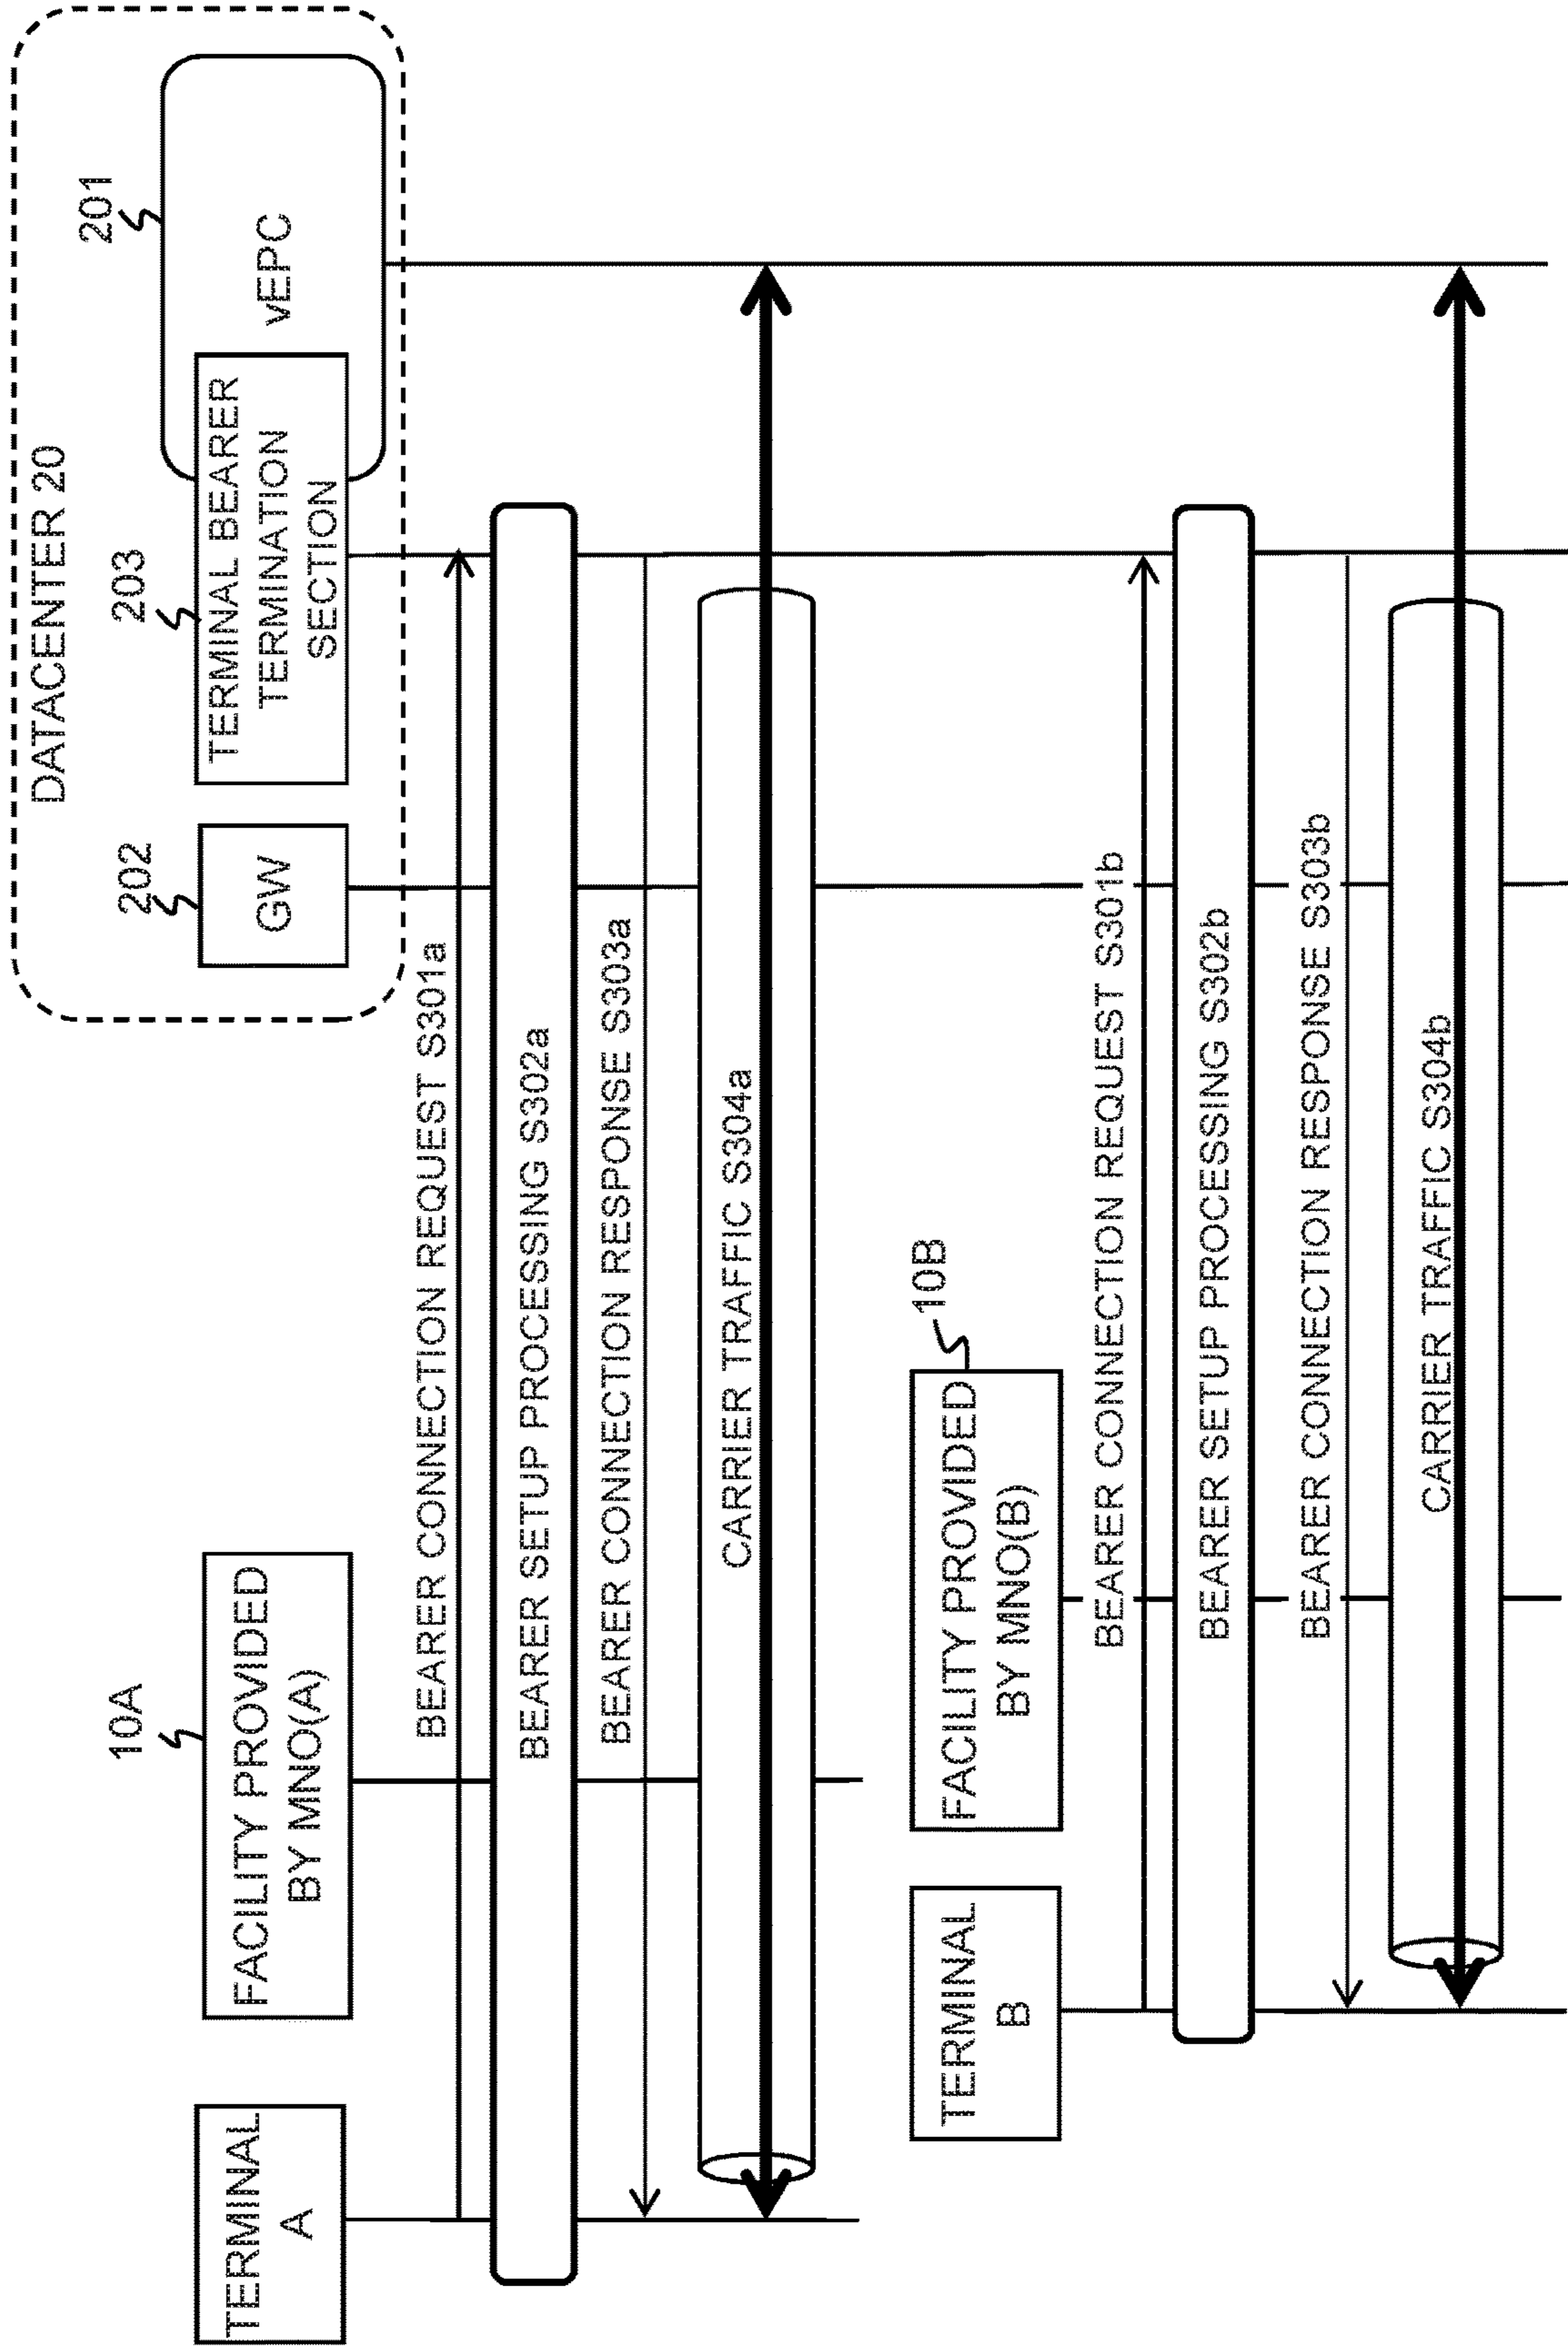 DATACENTER 20
201
203
202
vEPC
TERMINAL BEARER
TERMINATION
SECTION
GW
10A
FACILITY PROVIDED
BY MNO(A)
TERMINAL
A
BEARER CONNECTION REQUEST S301a
BEARER SETUP PROCESSING S302a
BEARER CONNECTION RESPONSE S303a
CARRIER TRAFFIC S304a
10B
FACILITY PROVIDED
BY MNO(B)
TERMINAL
B
BEARER CONNECTION REQUEST S301b
BEARER SETUP PROCESSING S302b
BEARER CONNECTION RESPONSE S303b
CARRIER TRAFFIC S304b